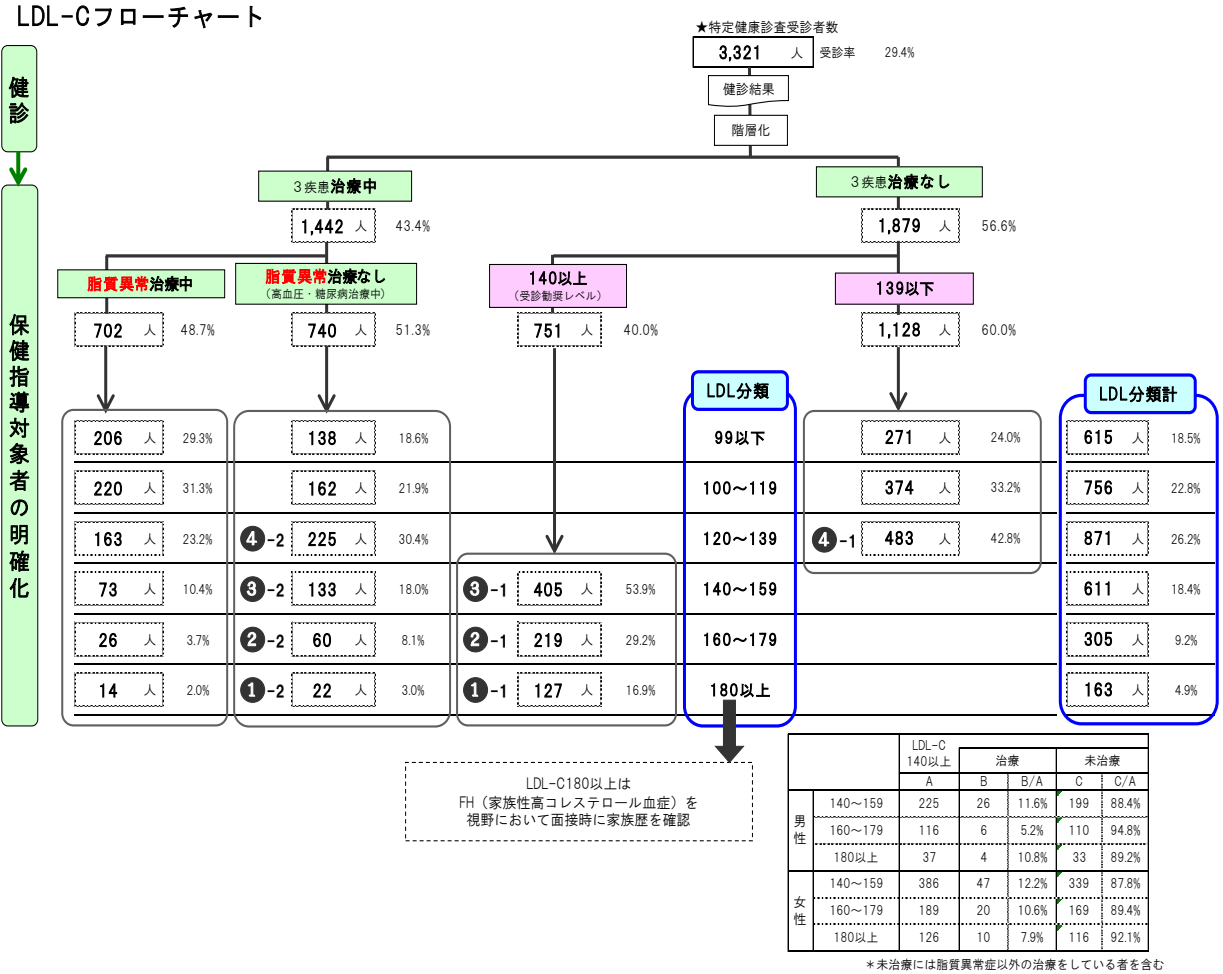 LDL-Cフローチャート
★特定健康診査受診者数
3,321 人 受診率 29.4%
健診結果
階層化
健診
保健指導対象者の明確化
3疾患治療中
3疾患治療なし
1,442 人 43.4%
1,879 人 56.6%
脂質異常治療中
脂質異常治療なし
（高血圧・糖尿病治療中）
140以上
（受診勧奨レベル）
139以下
702 人 48.7%
740 人 51.3%
751 人 40.0%
1,128 人 60.0%
LDL分類
LDL分類計
206 人 29.3% 138 人 18.6% 99以下 271 人 24.0% 615 人 18.5%
220 人 31.3% 162 人 21.9% 100～119 374 人 33.2% 756 人 22.8%
163 人 23.2% ❹-2 225 人 30.4% 120～139 ❹-1 483 人 42.8% 871 人 26.2%
73 人 10.4% ❸-2 133 人 18.0% ❸-1 405 人 53.9% 140～159 611 人 18.4%
26 人 3.7% ❷-2 60 人 8.1% ❷-1 219 人 29.2% 160～179 305 人 9.2%
14 人 2.0% ❶-2 22 人 3.0% ❶-1 127 人 16.9% 180以上 163 人 4.9%
LDL-C180以上は
FH（家族性高コレステロール血症）を
視野において面接時に家族歴を確認
LDL-C
140以上 治療 未治療
A B B/A C C/A
男性
140～159 225 26 11.6% 199 88.4%
160～179 116 6 5.2% 110 94.8%
180以上 37 4 10.8% 33 89.2%
女性
140～159 386 47 12.2% 339 87.8%
160～179 189 20 10.6% 169 89.4%
180以上 126 10 7.9% 116 92.1%
＊未治療には脂質異常症以外の治療をしている者を含む